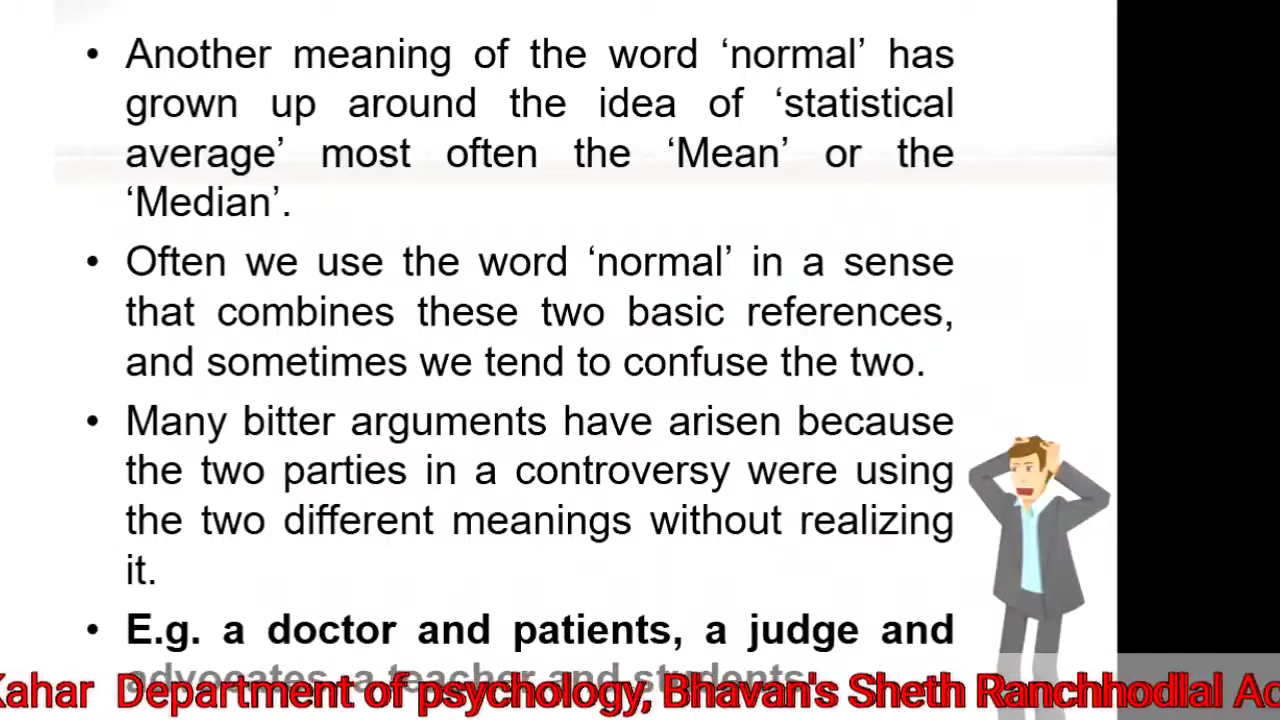 • Another meaning of the word ‘normal’ has
grown up around the idea of ‘statistical
average’ most often the ‘Mean’ or the
‘Median’.
• Often we use the word ‘normal’ in a sense
that combines these two basic references,
and sometimes we tend to confuse the two.
• Many bitter arguments have arisen because
the two parties in a controversy were using
the two different meanings without realizing
it.
• E.g. a doctor and patients, a judge and
advocates, a teacher and students.
Kahar Department of psychology, Bhavan's Sheth Ranchhodlal Ac